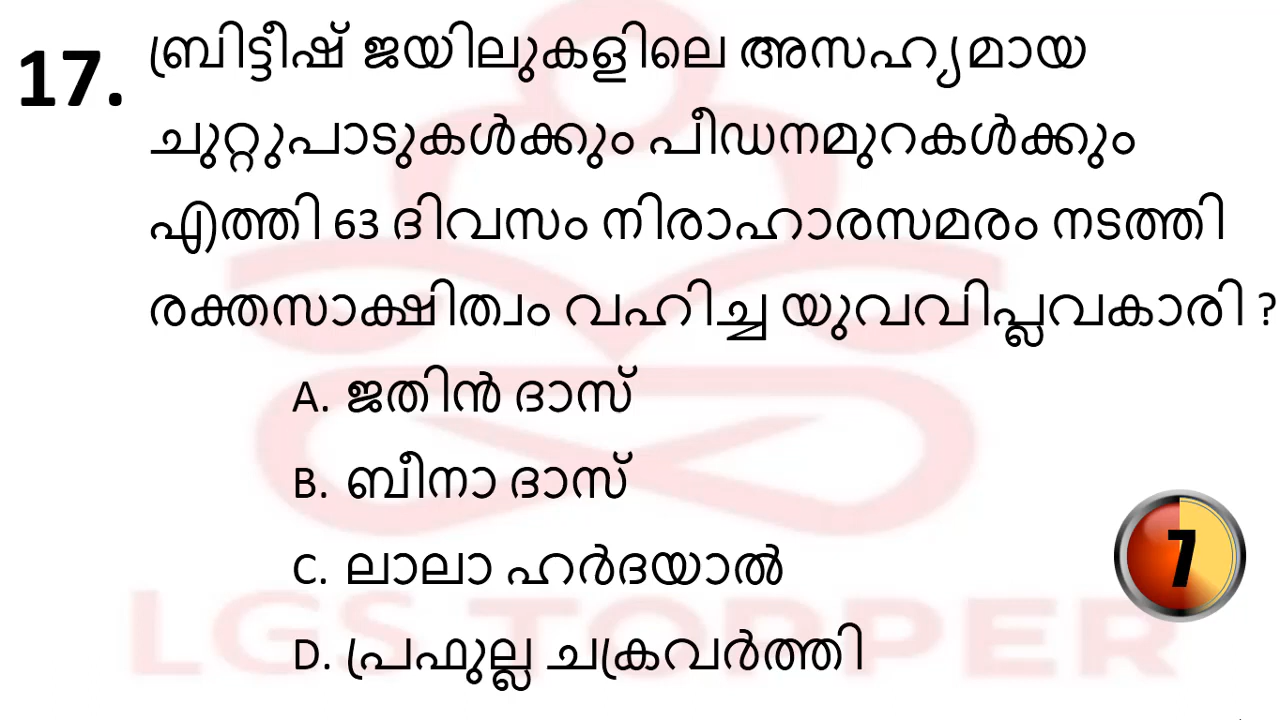 17. ബ്രിട്ടീഷ് ജയിലുകളിലെ അസഹ്യമായ
ചുറ്റുപാടുകൾക്കും പീഡനമുറകൾക്കും
എത്തി 63 ദിവസം നിരാഹാരസമരം നടത്തി
രക്തസാക്ഷിത്വം വഹിച്ച യുവവിപ്ലവകാരി ?
A. ജതിൻ ദാസ്
B. ബീനാ ദാസ്
C. ലാലാ ഹർദയാൽ
7
D. പ്രഫുല്ല ചക്രവർത്തി
LGS TOPPER